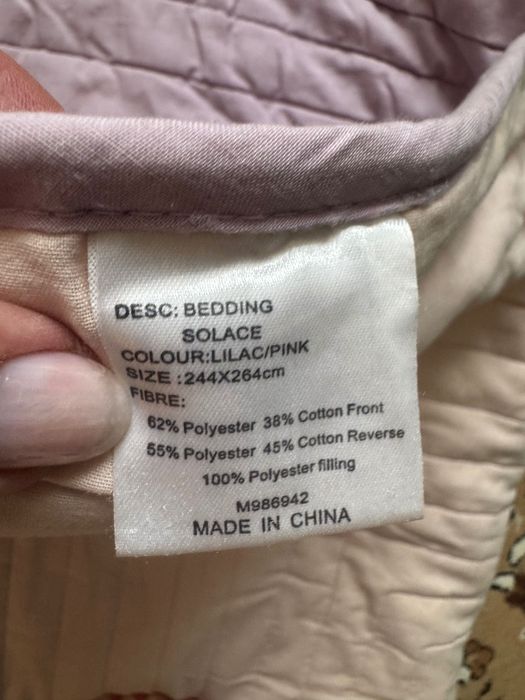 DESC: BEDDING
SOLACE
COLOUR:LILAC/PINK
SIZE :244X264cm
FIBRE:
62% Polyester 38% Cotton Front
55% Polyester 45% Cotton Reverse
100% Polyester filling
M986942
MADE IN CHINA